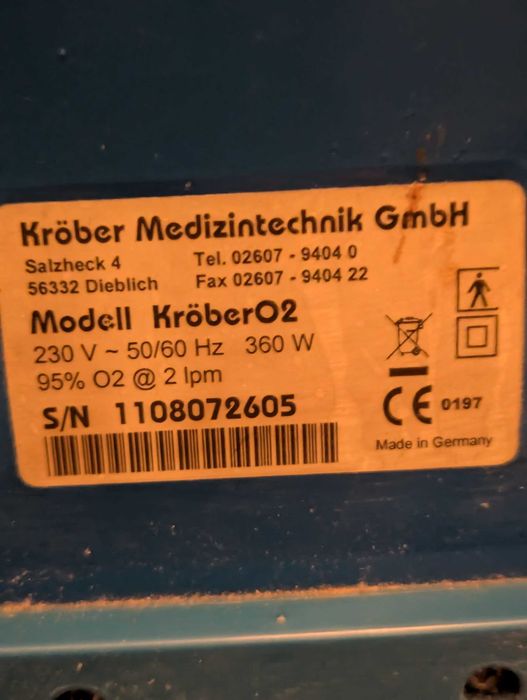 Kröber Medizintechnik GmbH
Salzheck 4 Tel. 02607 - 9404 0
56332 Dieblich Fax 02607 - 9404 22
Modell KröberO2
230 V ~ 50/60 Hz 360 W
95% O2 @ 2 lpm
S/N 1108072605
CE 0197
Made in Germany